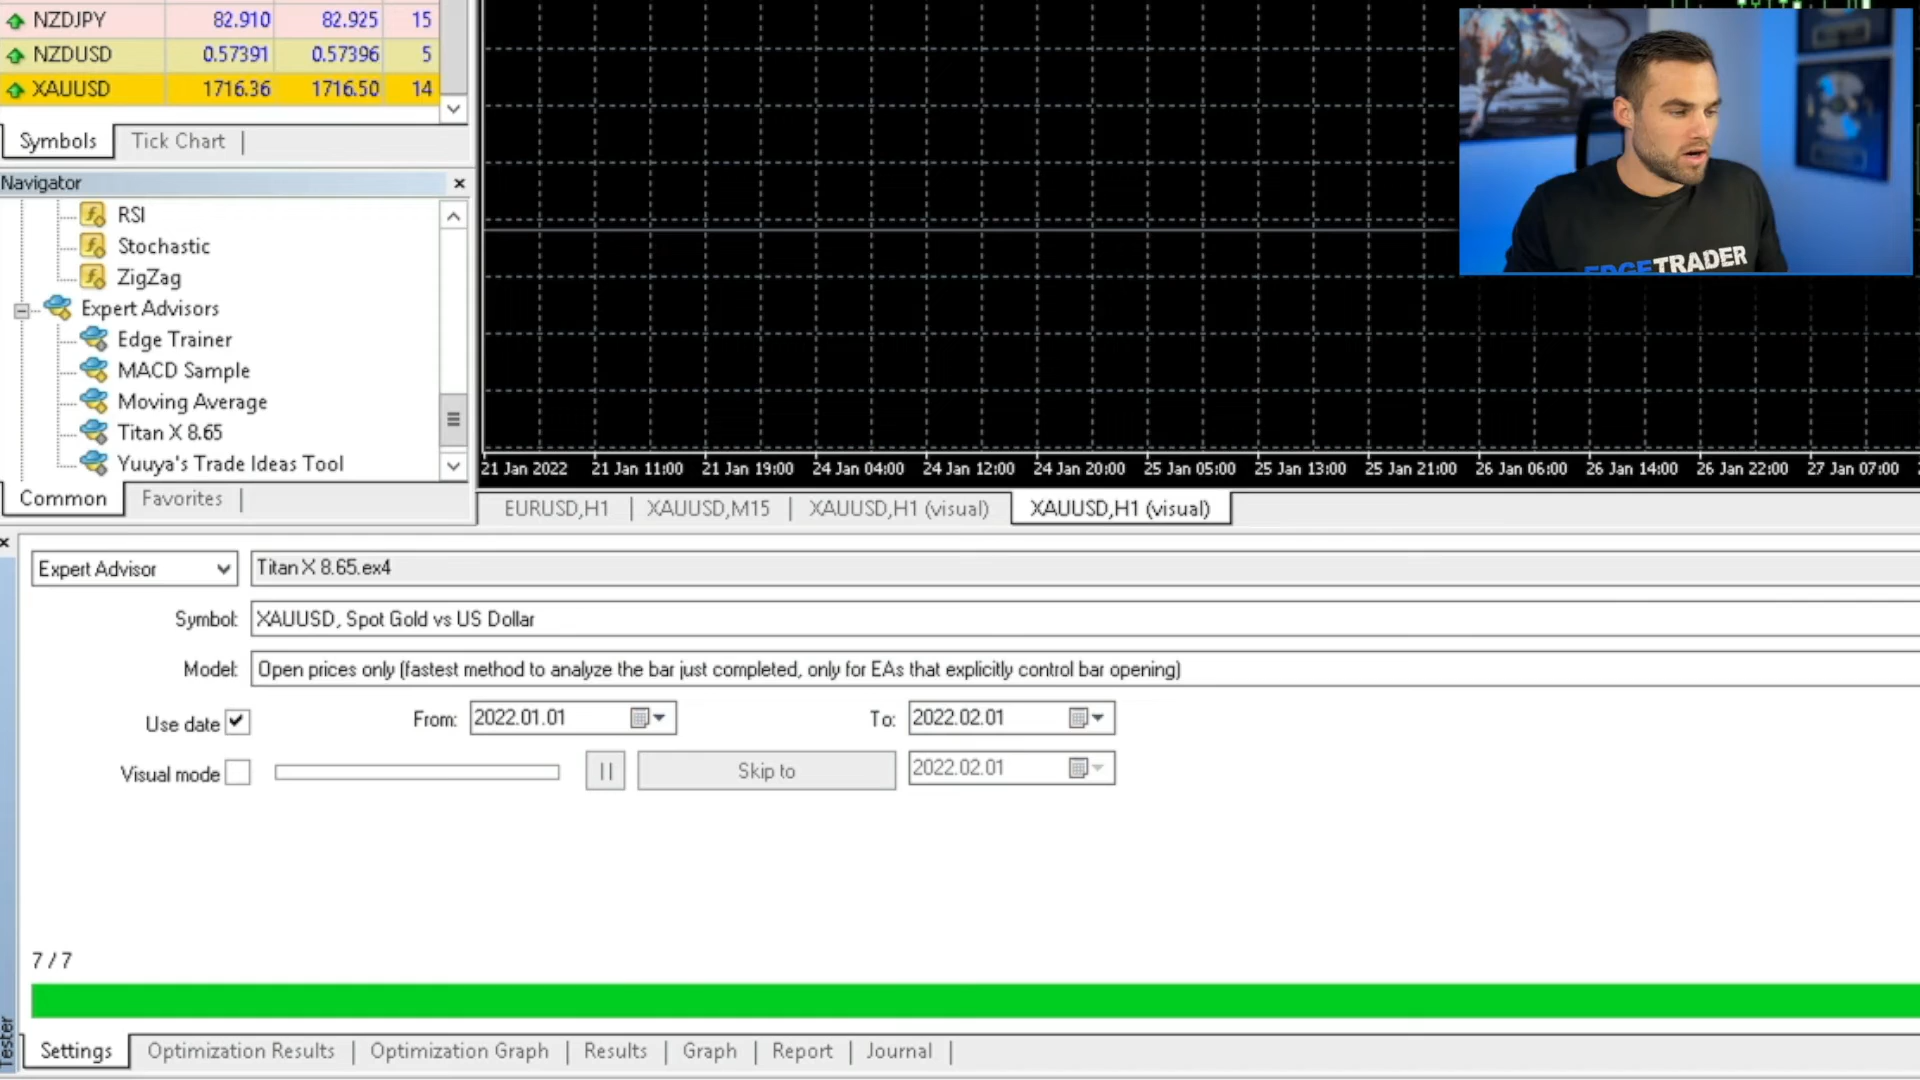 NZDJPY 82.910 82.925 15
NZDUSD 0.57391 0.57396 5
XAUUSD 1716.36 1716.50 14
Symbols Tick Chart
Navigator
RSI
Stochastic
ZigZag
Expert Advisors
Edge Trainer
MACD Sample
Moving Average
Titan X 8.65
Yuuya's Trade Ideas Tool
Common Favorites
EDGETRADER
21 Jan 2022 21 Jan 11:00 21 Jan 19:00 24 Jan 04:00 24 Jan 12:00 24 Jan 20:00 25 Jan 05:00 25 Jan 13:00 25 Jan 21:00 26 Jan 06:00 26 Jan 14:00 26 Jan 22:00 27 Jan 07:00
EURUSD,H1 XAUUSD,M15 XAUUSD,H1 (visual) XAUUSD,H1 (visual)
Expert Advisor Titan X 8.65.ex4
Symbol: XAUUSD, Spot Gold vs US Dollar
Model: Open prices only (fastest method to analyze the bar just completed, only for EAs that explicitly control bar opening)
Use date From: 2022.01.01 To: 2022.02.01
Visual mode Skip to 2022.02.01
7 / 7
Tester
Settings Optimization Results Optimization Graph Results Graph Report Journal